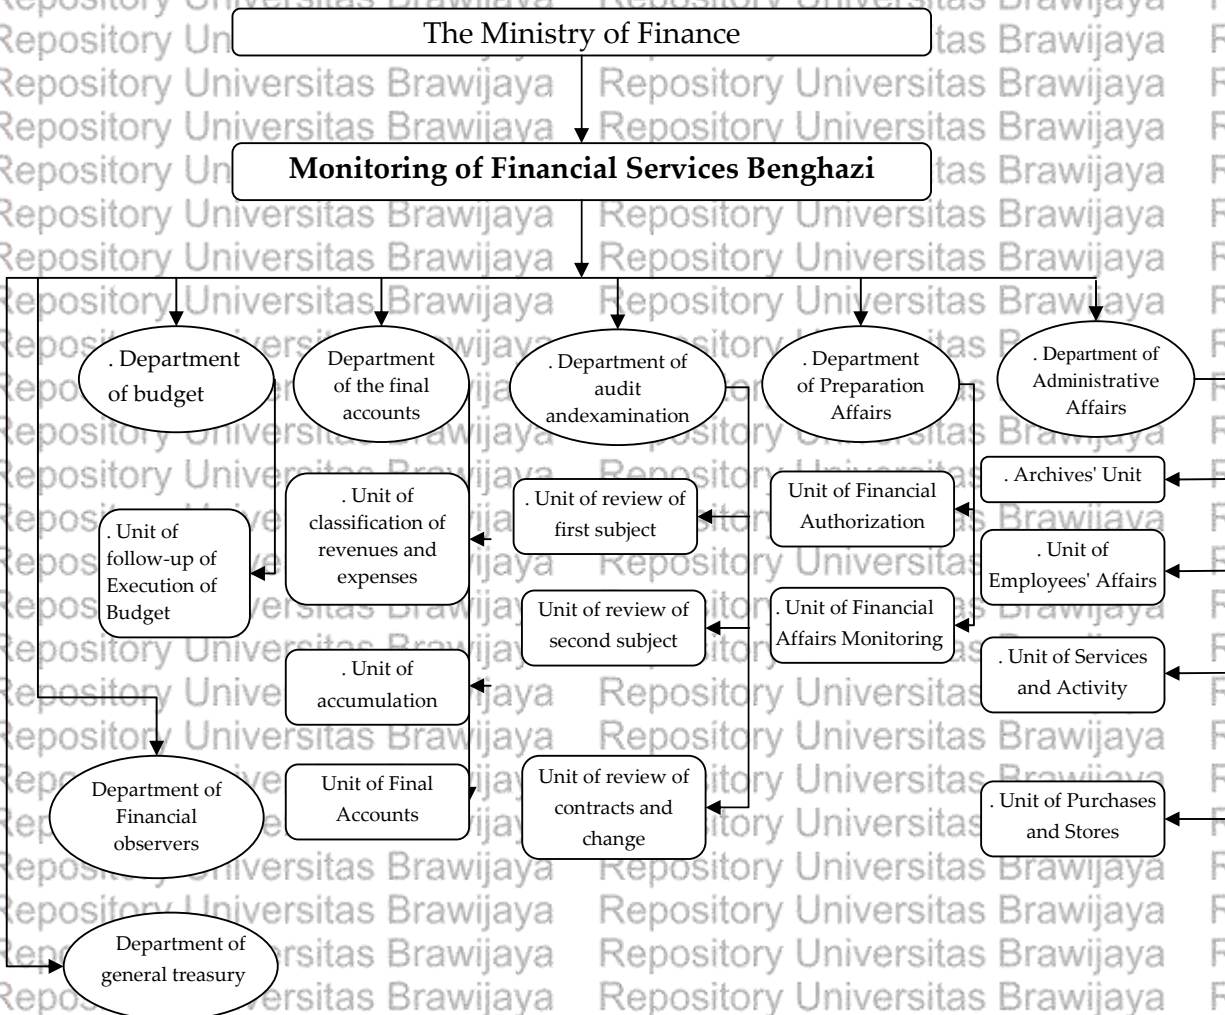 The Ministry of Finance
Monitoring of Financial Services Benghazi
. Department
of budget
Department
of the final
accounts
. Department of
audit
andexamination
. Department
of Preparation
Affairs
. Department of
Administrative
Affairs
. Unit of
follow-up of
Execution of
Budget
. Unit of
classification of
revenues and
expenses
. Unit of
accumulation
Unit of Final
Accounts
. Unit of review of
first subject
Unit of review of
second subject
Unit of review of
contracts and
change
Unit of Financial
Authorization
. Unit of Financial
Affairs Monitoring
. Archives' Unit
. Unit of
Employees' Affairs
. Unit of Services
and Activity
. Unit of Purchases
and Stores
Department of
Financial
observers
Department of
general treasury
Repository Universitas Brawijaya